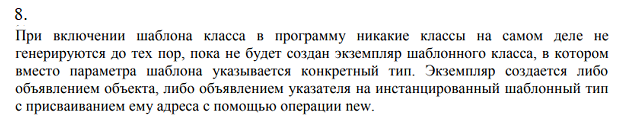 8.
При включении шаблона класса в программу никакие классы на самом деле не
генерируются до тех пор, пока не будет создан экземпляр шаблонного класса, в котором
вместо параметра шаблона указывается конкретный тип. Экземпляр создается либо
объявлением объекта, либо объявлением указателя на инстанцированный шаблонный тип
с присваиванием ему адреса с помощью операции new.